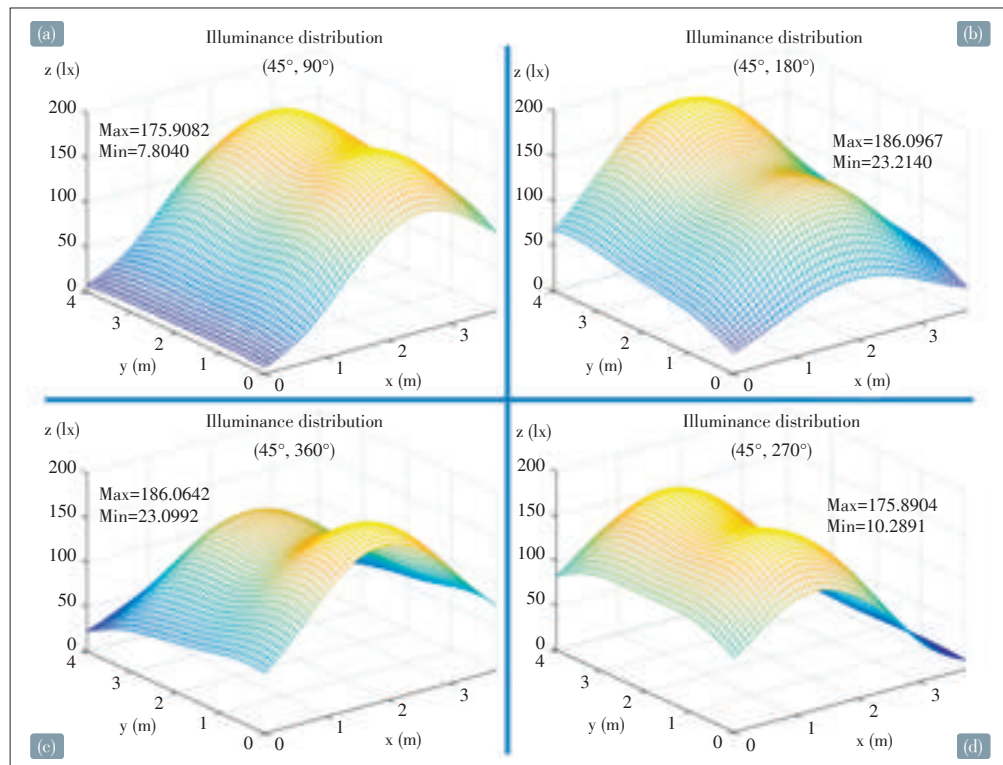 (a)
Illuminance distribution
(45°, 90°)
z (lx)
200
150
100
50
0
Max=175.9082
Min=7.8040
4
3
2
1
0
y (m)
0
1
2
3
x (m)
(b)
Illuminance distribution
(45°, 180°)
z (lx)
200
150
100
50
0
Max=186.0967
Min=23.2140
4
3
2
1
0
y (m)
0
1
2
3
x (m)
(c)
Illuminance distribution
(45°, 360°)
z (lx)
200
150
100
50
0
Max=186.0642
Min=23.0992
4
3
2
1
0
y (m)
0
1
2
3
x (m)
(d)
Illuminance distribution
(45°, 270°)
z (lx)
200
150
100
50
0
Max=175.8904
Min=10.2891
4
3
2
1
0
y (m)
0
1
2
3
x (m)